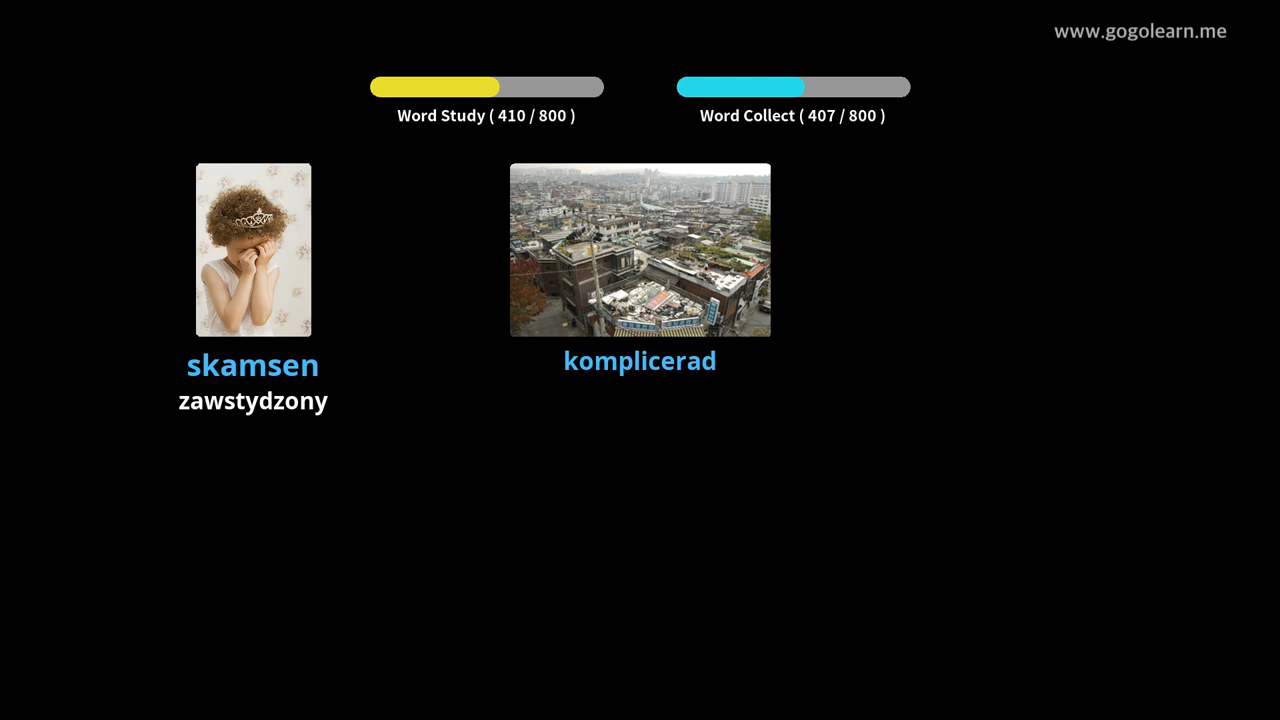 www.gogolearn.me
Word Study ( 410 / 800 )
Word Collect ( 407 / 800 )
skamsen
zawstydzony
komplicerad